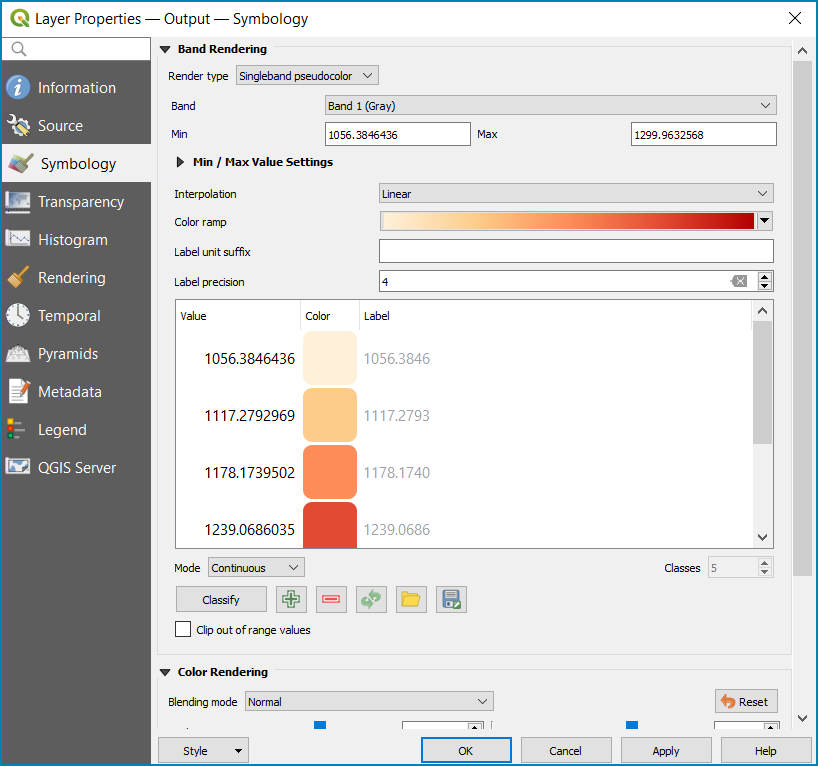 Layer Properties — Output — Symbology
Information
Source
Symbology
Transparency
Histogram
Rendering
Temporal
Pyramids
Metadata
Legend
QGIS Server
Band Rendering
Render type Singleband pseudocolor
Band Band 1 (Gray)
Min 1056.3846436 Max 1299.9632568
Min / Max Value Settings
Interpolation Linear
Color ramp
Label unit suffix
Label precision 4
Value Color Label
1056.3846436 1056.3846
1117.2792969 1117.2793
1178.1739502 1178.1740
1239.0686035 1239.0686
Mode Continuous Classes 5
Classify
Clip out of range values
Color Rendering
Blending mode Normal Reset
Style OK Cancel Apply Help